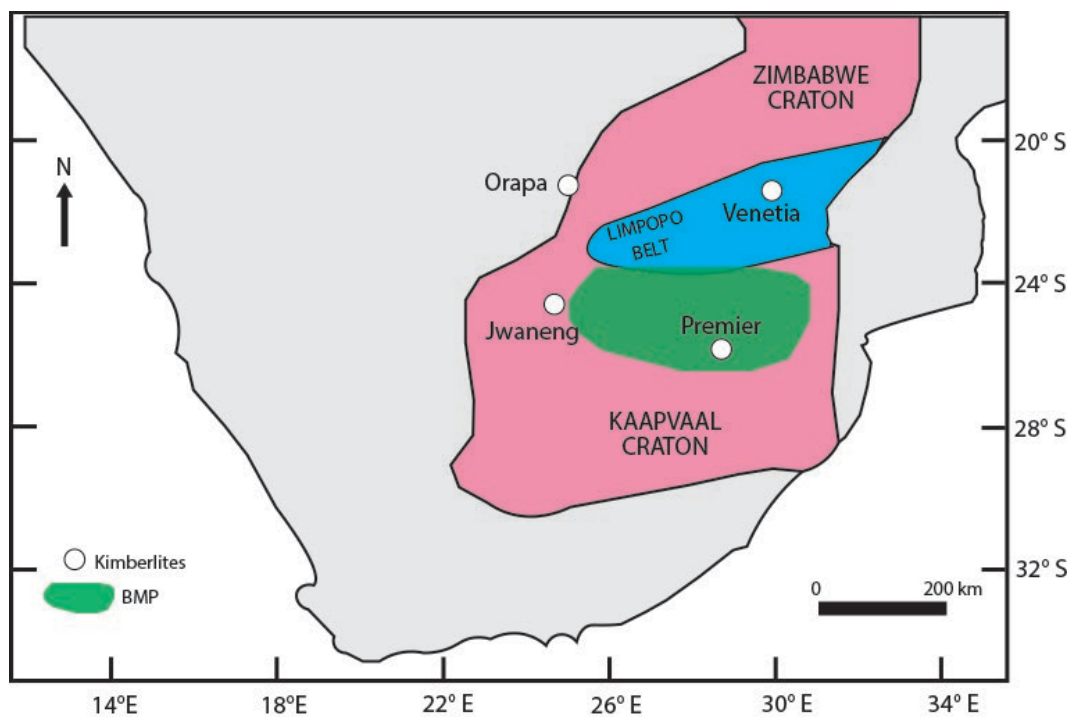 ZIMBABWE
CRATON
N
20° S
Orapa
Venetia
LIMPOPO
BELT
24° S
Jwaneng
Premier
KAAPVAAL
CRATON
28° S
Kimberlites
BMP
32° S
0 200 km
14°E 18°E 22° E 26° E 30° E 34° E